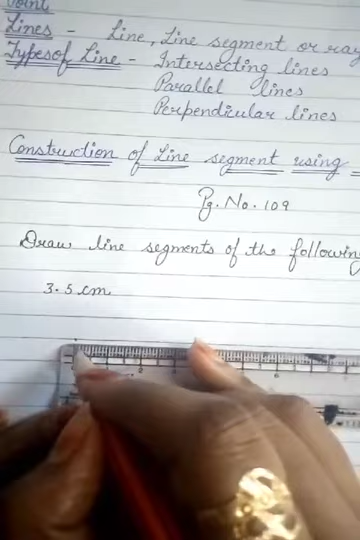 Point
Lines - Line, Line segment or ray
Types of Line - Intersecting lines
Parallel lines
Perpendicular lines
Construction of Line segment using
Pg. No. 109
Draw line segments of the following
3.5 cm